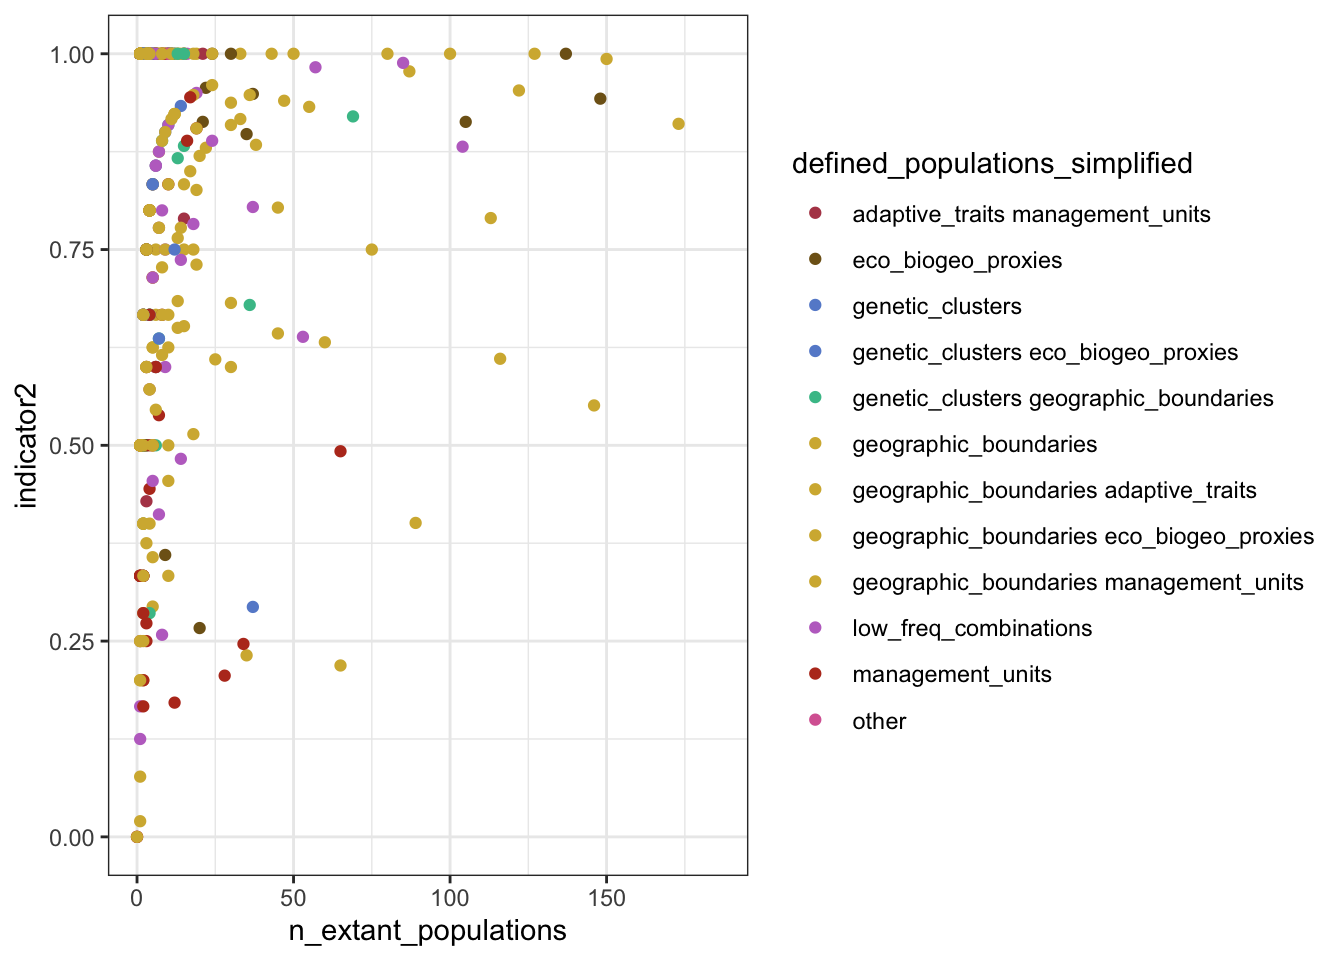 1.00
0.75
0.50
0.25
0.00
indicator2
0 50 100 150
n_extant_populations
defined_populations_simplified
adaptive_traits management_units
eco_biogeo_proxies
genetic_clusters
genetic_clusters eco_biogeo_proxies
genetic_clusters geographic_boundaries
geographic_boundaries
geographic_boundaries adaptive_traits
geographic_boundaries eco_biogeo_proxies
geographic_boundaries management_units
low_freq_combinations
management_units
other